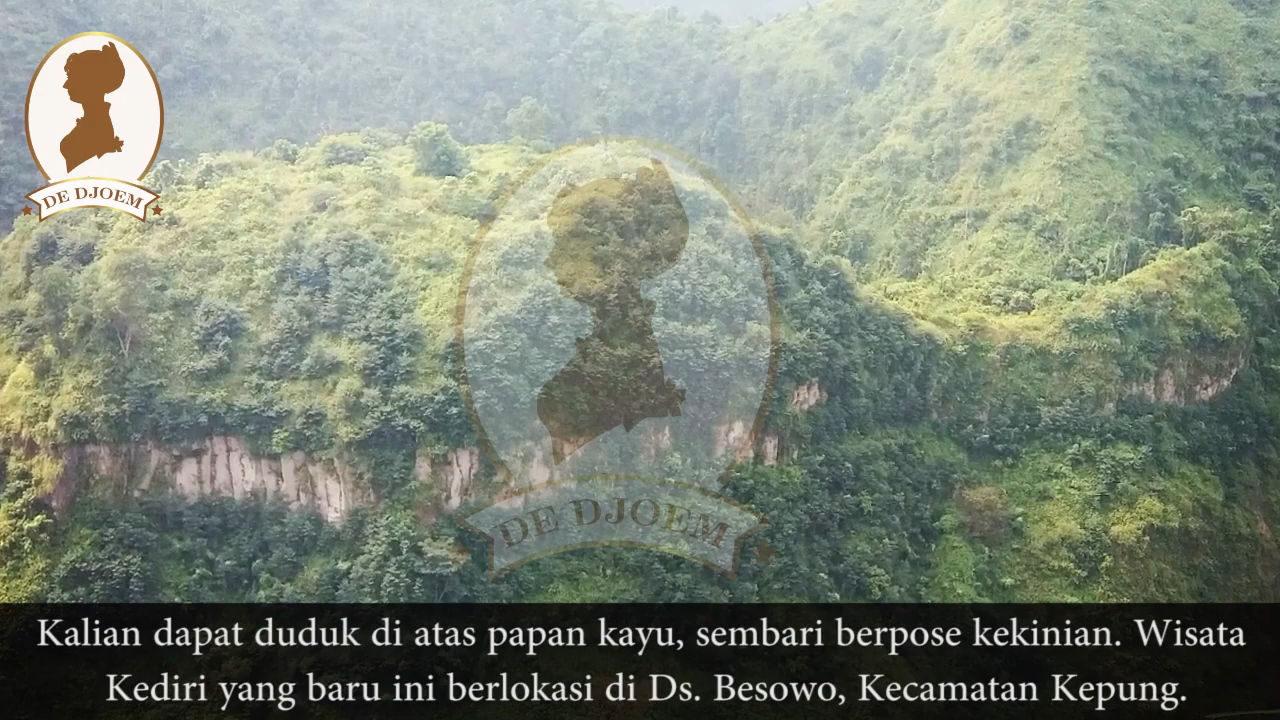 DE DJOEM
DE DJOEM
Kalian dapat duduk di atas papan kayu, sembari berpose kekinian. Wisata
Kediri yang baru ini berlokasi di Ds. Besowo, Kecamatan Kepung.